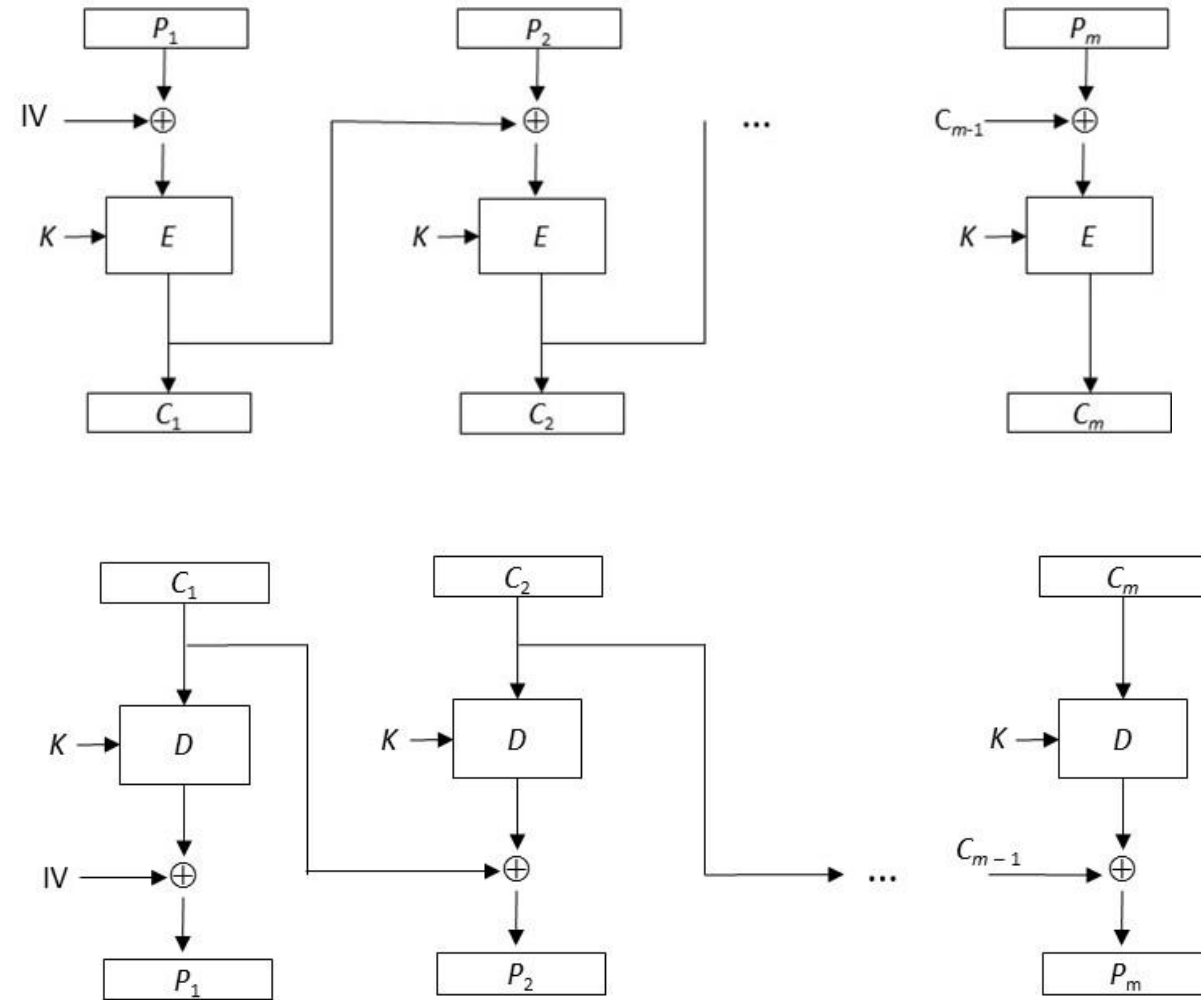 P₁ P₂ Pₘ
IV ... Cₘ₋₁
K E K E K E
C₁ C₂ Cₘ
C₁ C₂ Cₘ
K D K D K D
IV ... Cₘ₋₁
P₁ P₂ Pₘ